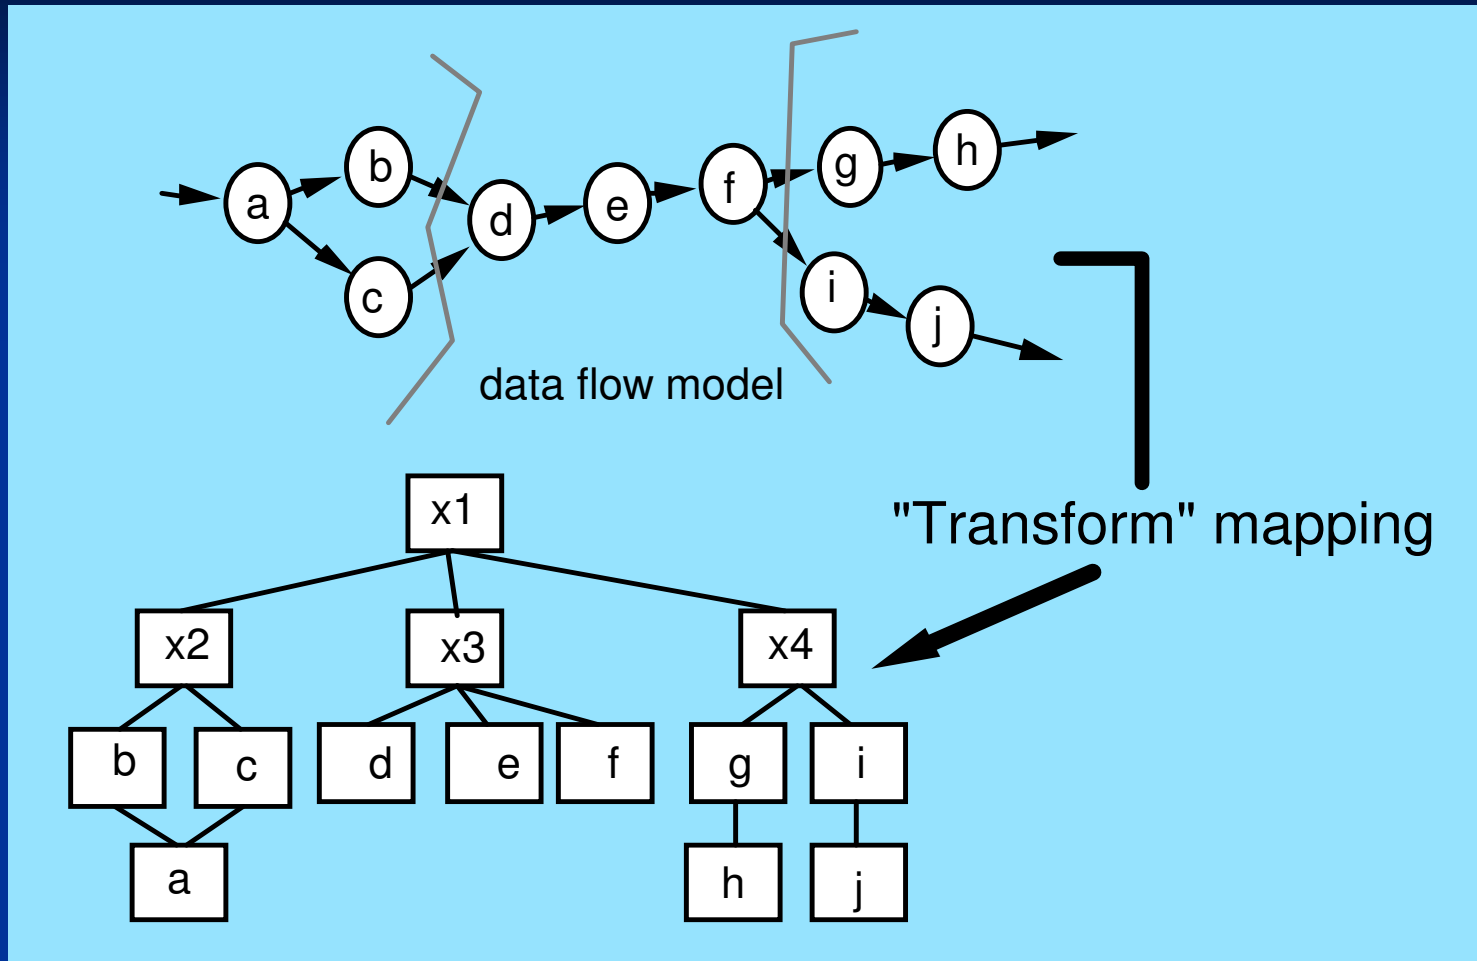 a
b
c
d
e
f
g
h
i
j
data flow model
"Transform" mapping
x1
x2
x3
x4
b
c
d
e
f
g
i
a
h
j